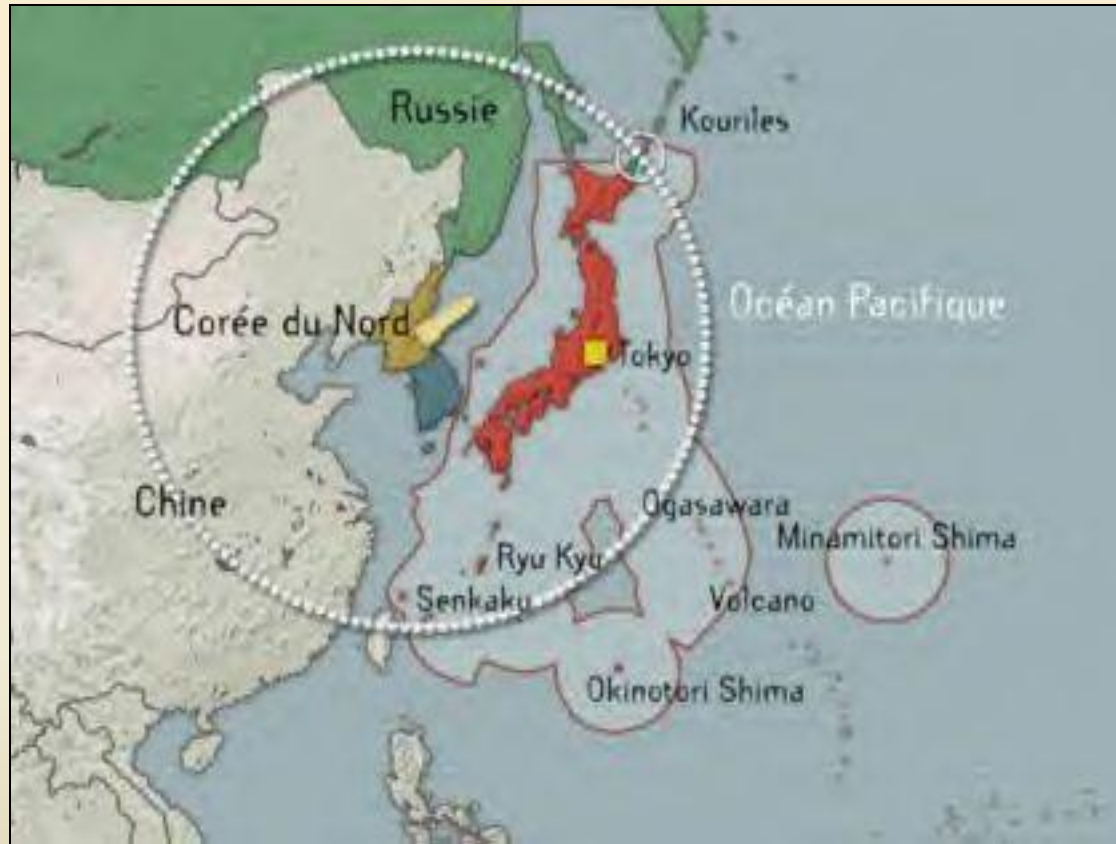 Russie
Kouriles
Océan Pacifique
Corée du Nord
Tokyo
Chine
Ogasawara
Minamitori Shima
Ryu Kyu
Senkaku
Volcano
Okinotori Shima